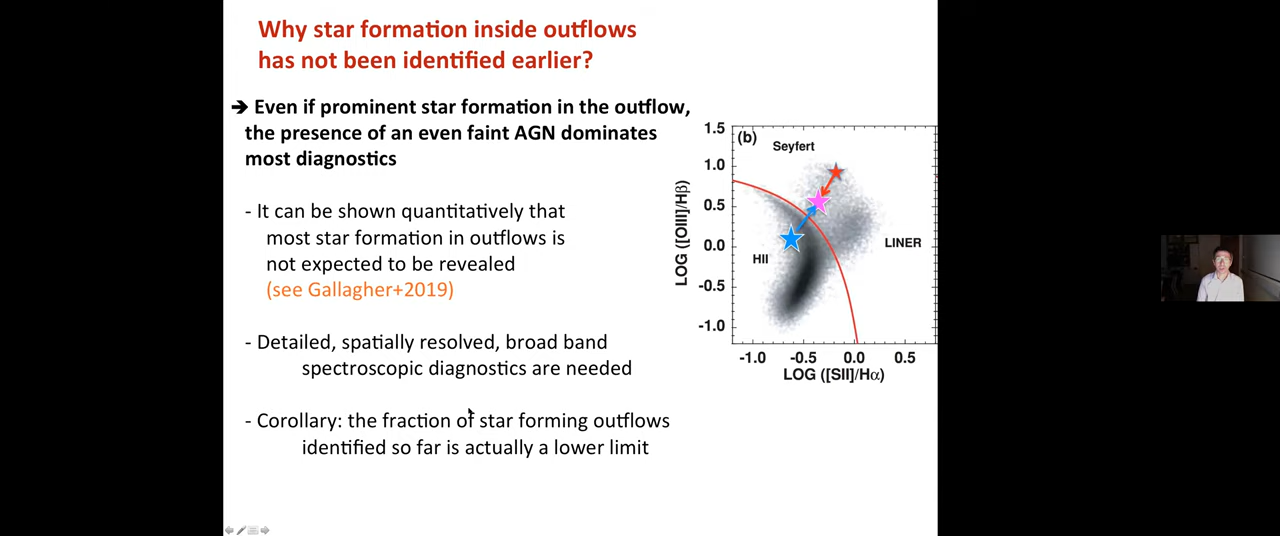 Why star formation inside outflows
has not been identified earlier?
➔ Even if prominent star formation in the outflow,
the presence of an even faint AGN dominates
most diagnostics
- It can be shown quantitatively that
most star formation in outflows is
not expected to be revealed
(see Gallagher+2019)
- Detailed, spatially resolved, broad band
spectroscopic diagnostics are needed
- Corollary: the fraction of star forming outflows
identified so far is actually a lower limit
(b)
Seyfert
LINER
HII
LOG ([OIII]/Hβ)
1.5
1.0
0.5
0.0
-0.5
-1.0
-1.0 -0.5 0.0 0.5
LOG ([SII]/Hα)